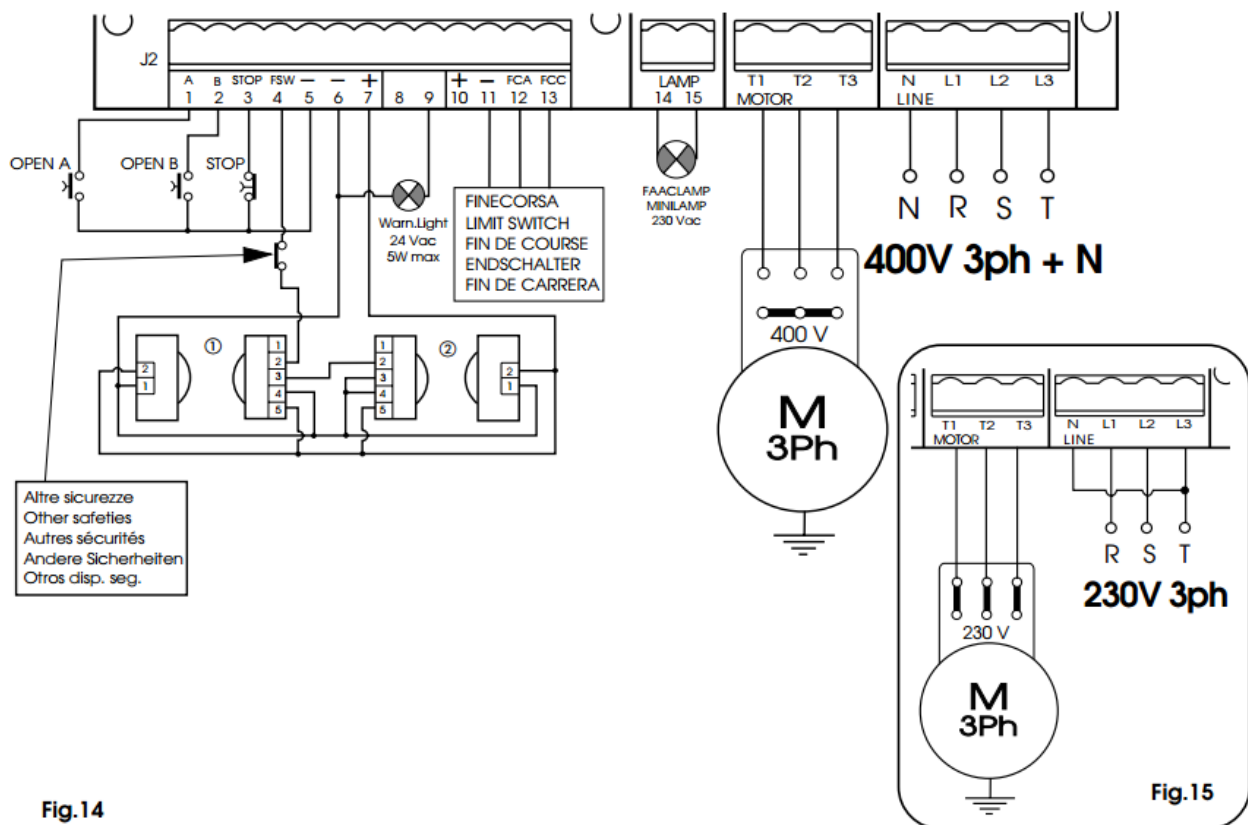 J2
A B STOP FSW − − + + − FCA FCC
1 2 3 4 5 6 7 8 9 10 11 12 13
LAMP
14 15
T1 T2 T3
MOTOR
N L1 L2 L3
LINE
OPEN A
OPEN B
STOP
Warn.Light
24 Vac
5W max
FINECORSA
LIMIT SWITCH
FIN DE COURSE
ENDSCHALTER
FIN DE CARRERA
FAACLAMP
MINILAMP
230 Vac
N R S T
400V 3ph + N
400 V
M
3Ph
2
1
①
1
2
3
4
5
1
2
3
4
5
②
2
1
Altre sicurezze
Other safeties
Autres sécurités
Andere Sicherheiten
Otros disp. seg.
T1 T2 T3
MOTOR
N L1 L2 L3
LINE
R S T
230V 3ph
230 V
M
3Ph
Fig.14
Fig.15